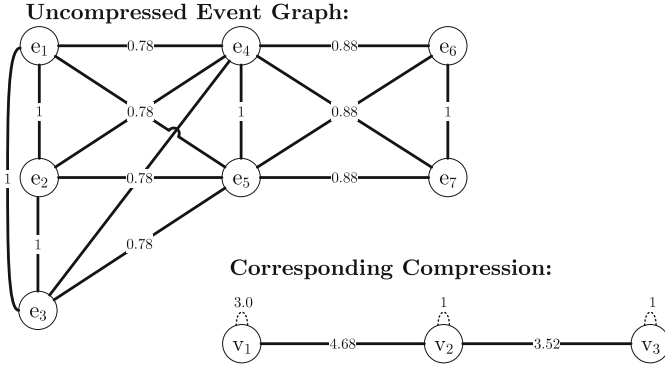 Uncompressed Event Graph:
e1 0.78 e4 0.88 e6
1 0.78 1 0.88 1
1 e2 0.78 e5 0.88 e7
1 0.78
e3
Corresponding Compression:
3.0 1 1
v1 4.68 v2 3.52 v3